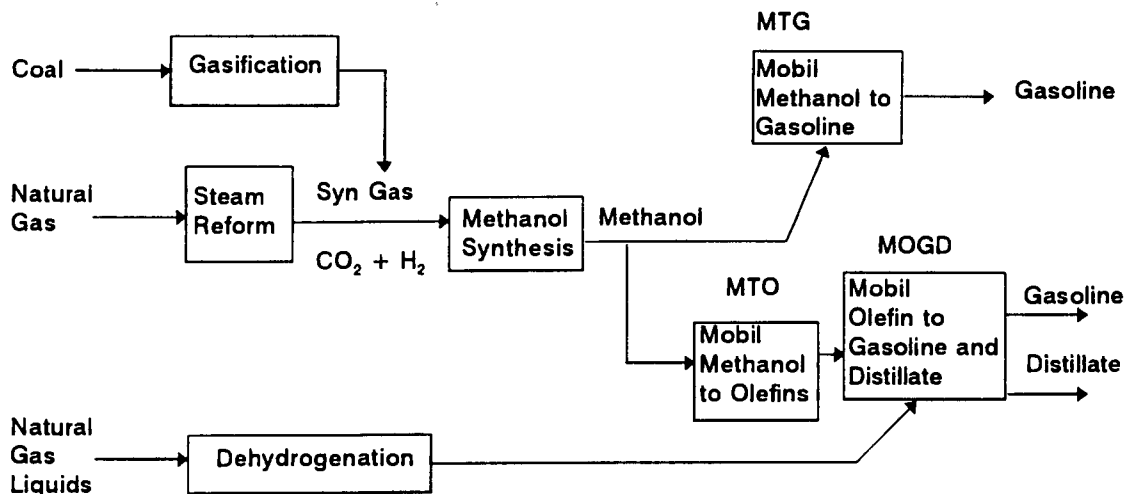 MTG
Coal
Gasification
Mobil
Methanol to
Gasoline
Gasoline
Natural
Gas
Steam
Reform
Syn Gas
CO₂ + H₂
Methanol
Synthesis
Methanol
MTO
Mobil
Methanol
to Olefins
MOGD
Mobil
Olefin to
Gasoline and
Distillate
Gasoline
Distillate
Natural
Gas
Liquids
Dehydrogenation